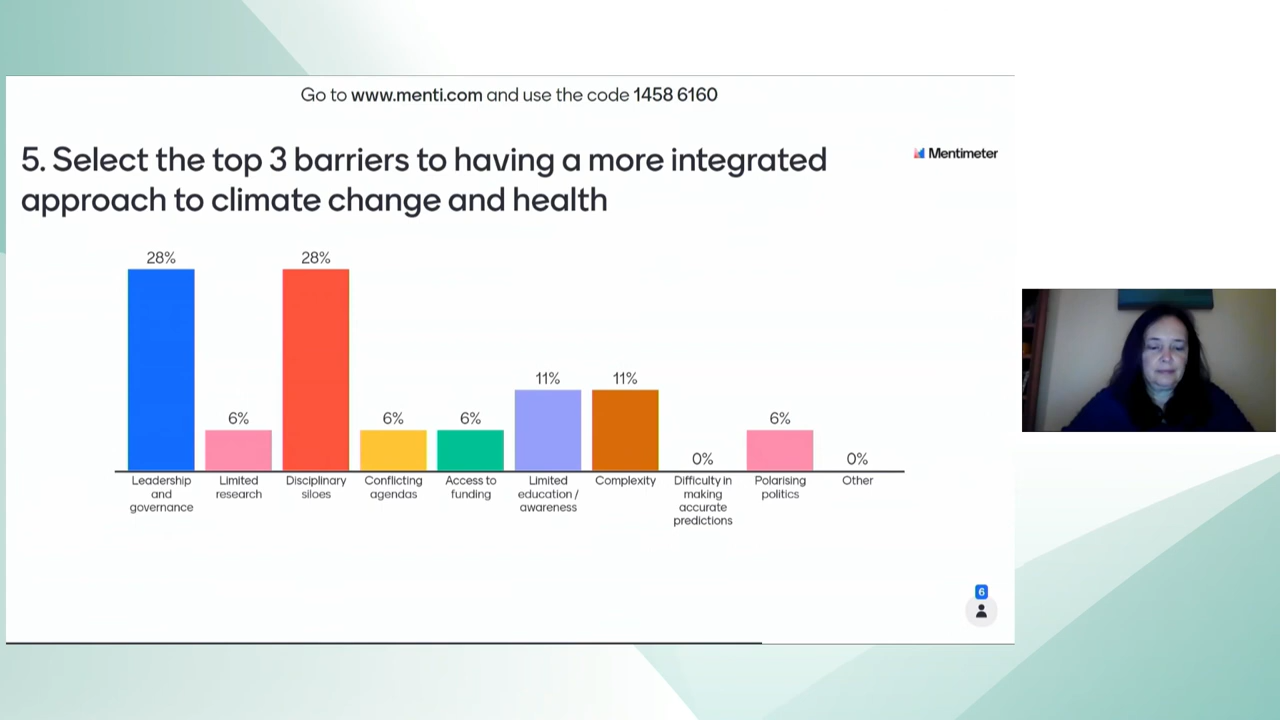 Go to www.menti.com and use the code 1458 6160
5. Select the top 3 barriers to having a more integrated
approach to climate change and health
Mentimeter
28%
6%
28%
6%
6%
11%
11%
0%
6%
0%
Leadership
and
governance
Limited
research
Disciplinary
siloes
Conflicting
agendas
Access to
funding
Limited
education /
awareness
Complexity
Difficulty in
making
accurate
predictions
Polarising
politics
Other
6